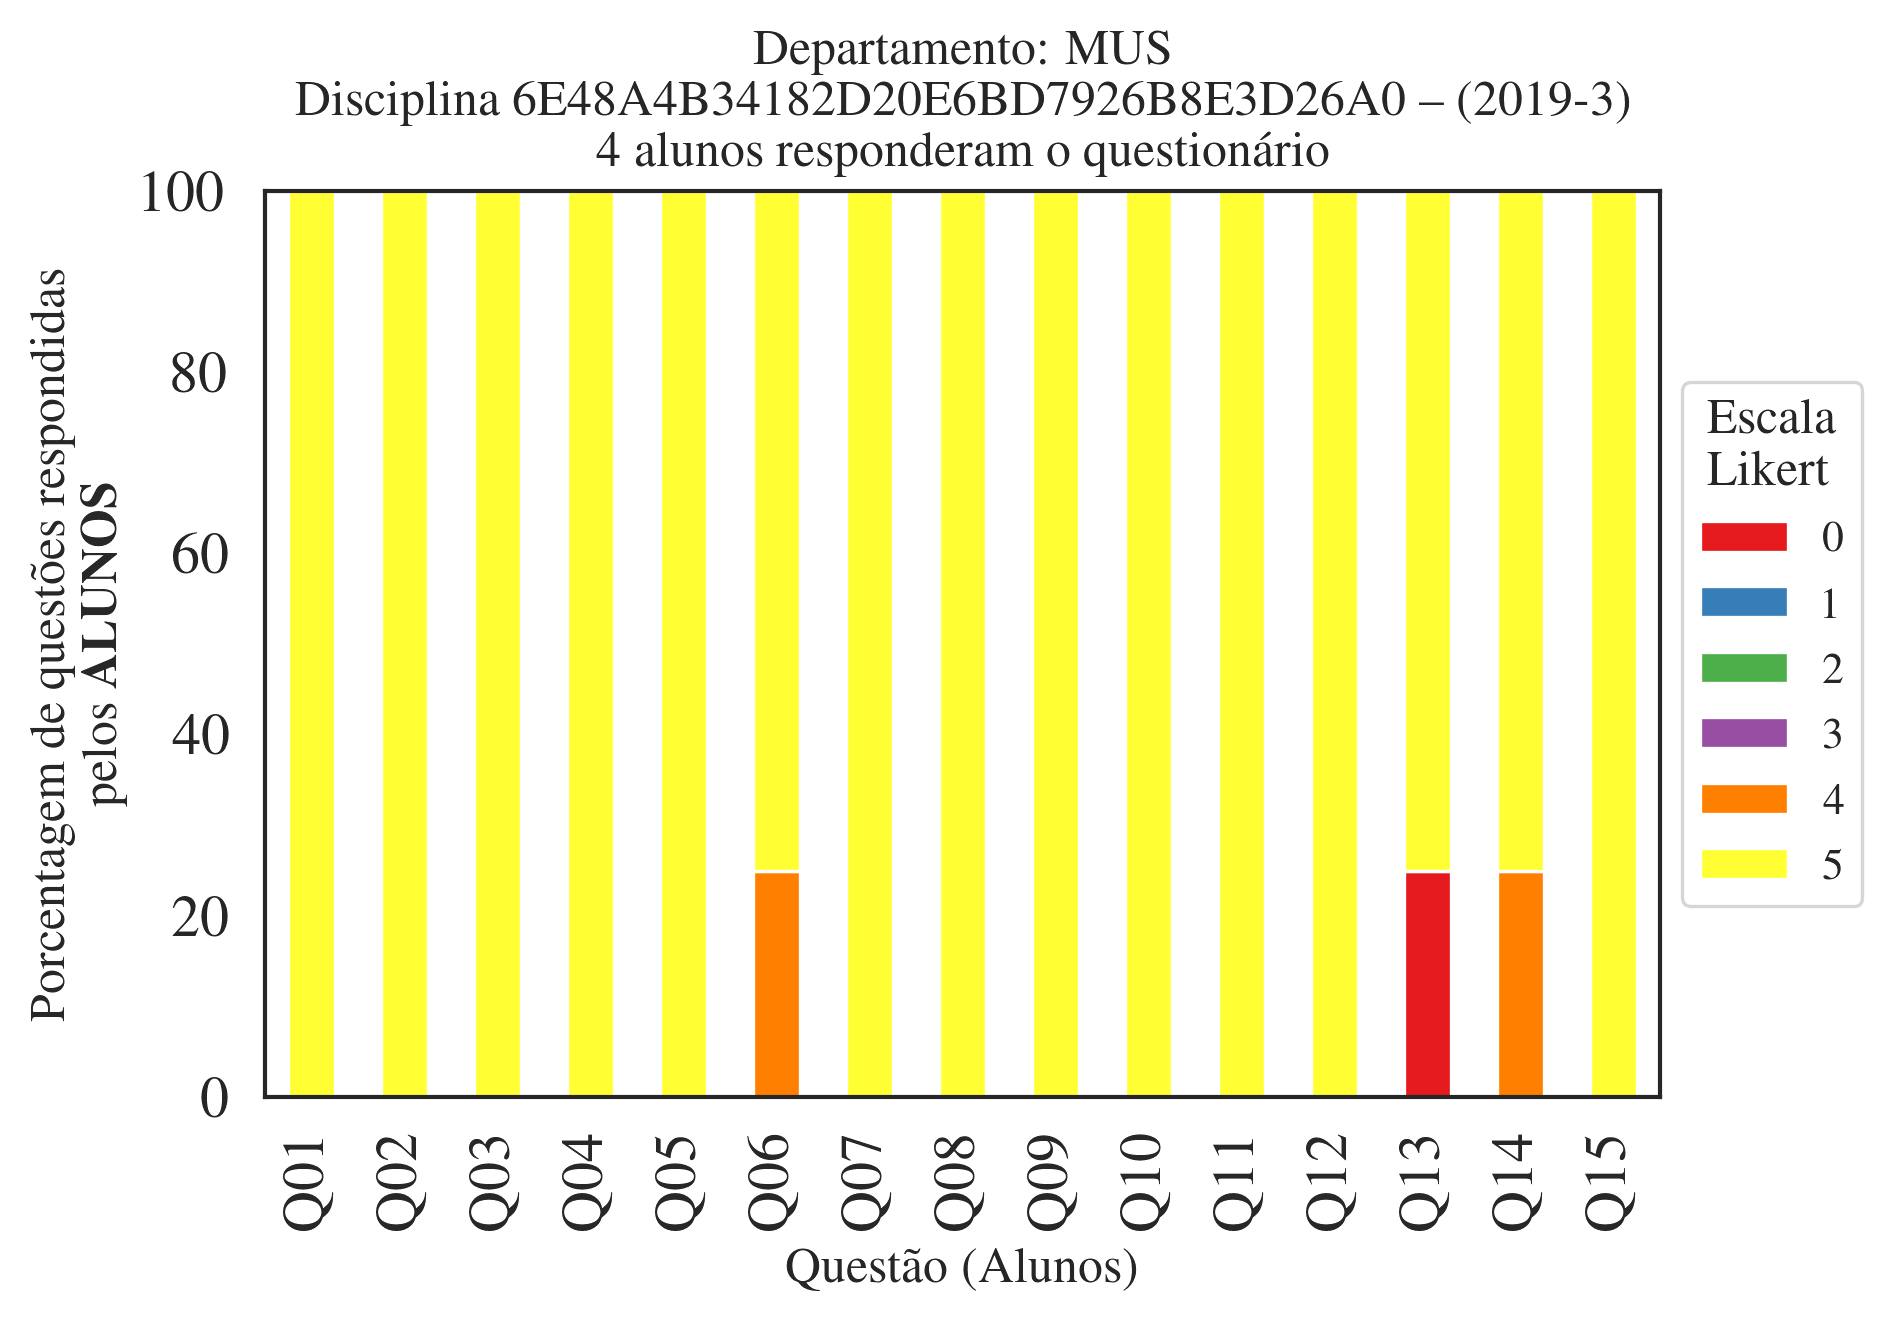 Departamento: MUS
Disciplina 6E48A4B34182D20E6BD7926B8E3D26A0 – (2019-3)
4 alunos responderam o questionário
Porcentagem de questões respondidas
pelos ALUNOS
100
80
60
40
20
0
Q01
Q02
Q03
Q04
Q05
Q06
Q07
Q08
Q09
Q10
Q11
Q12
Q13
Q14
Q15
Questão (Alunos)
Escala
Likert
0
1
2
3
4
5